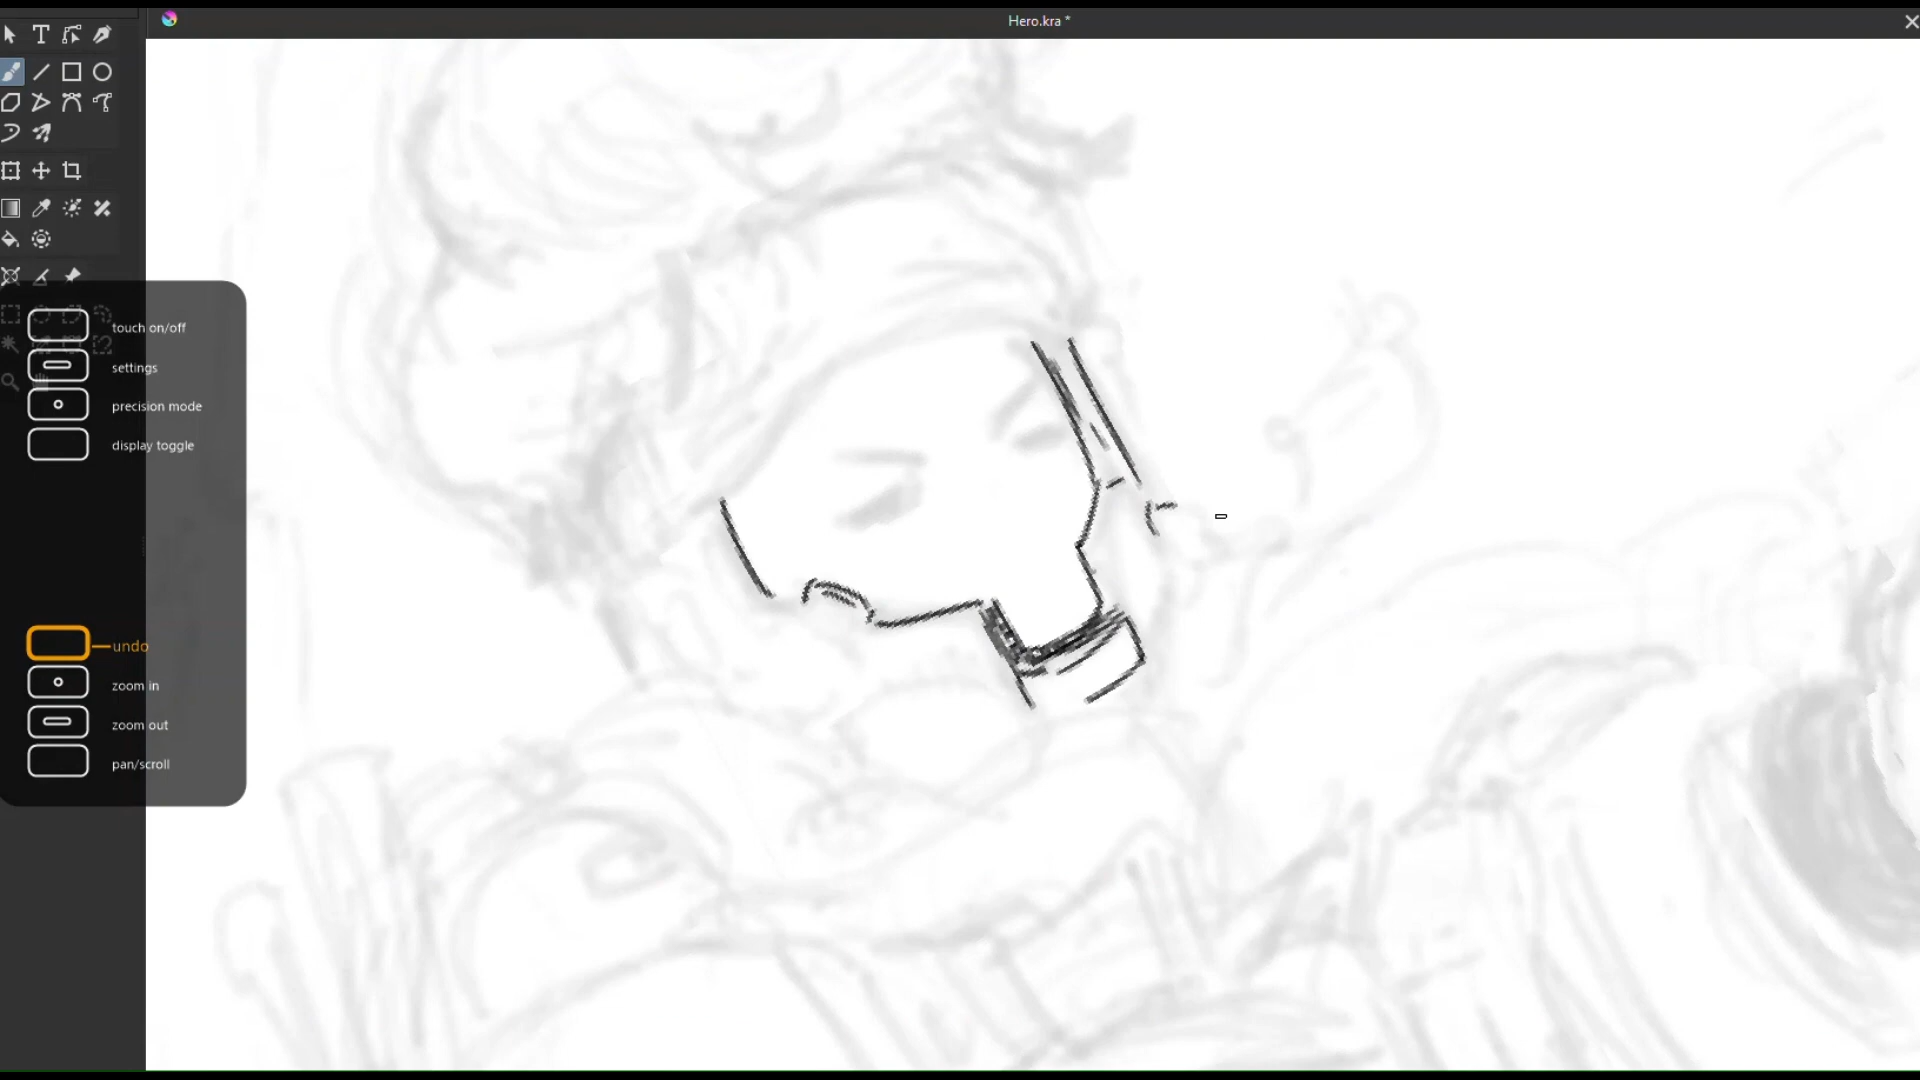 Hero.kra *
touch on/off
settings
precision mode
display toggle
undo
zoom in
zoom out
pan/scroll